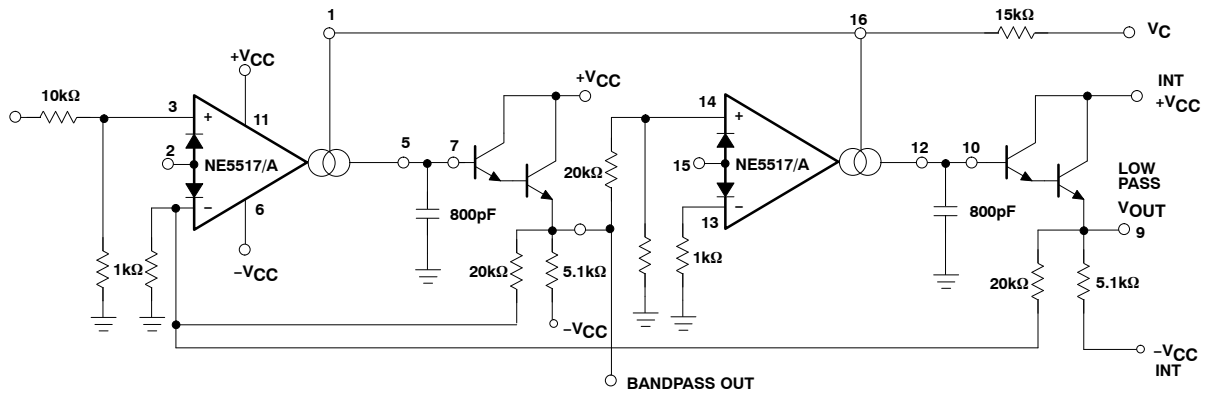 1
16
15kΩ
VC
+VCC
10kΩ
3
+
11
2
NE5517/A
–
6
–VCC
1kΩ
5
7
800pF
+VCC
20kΩ
20kΩ
5.1kΩ
–VCC
BANDPASS OUT
14
+
15
NE5517/A
–
13
1kΩ
12
10
800pF
INT
+VCC
LOW
PASS
VOUT
9
20kΩ
5.1kΩ
–VCC
INT